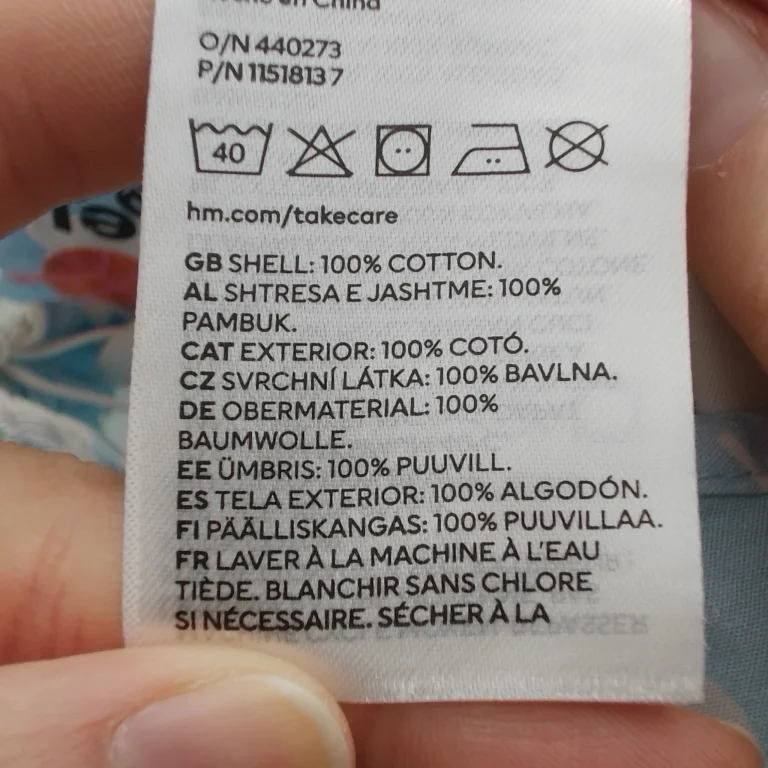 O/N 440273
P/N 1151813 7
40
hm.com/takecare
GB SHELL: 100% COTTON.
AL SHTRESA E JASHTME: 100%
PAMBUK.
CAT EXTERIOR: 100% COTÓ.
CZ SVRCHNÍ LÁTKA: 100% BAVLNA.
DE OBERMATERIAL: 100%
BAUMWOLLE.
EE ÜMBRIS: 100% PUUVILL.
ES TELA EXTERIOR: 100% ALGODÓN.
FI PÄÄLLISKANGAS: 100% PUUVILLAA.
FR LAVER À LA MACHINE À L'EAU
TIÈDE. BLANCHIR SANS CHLORE
SI NÉCESSAIRE. SÉCHER À LA